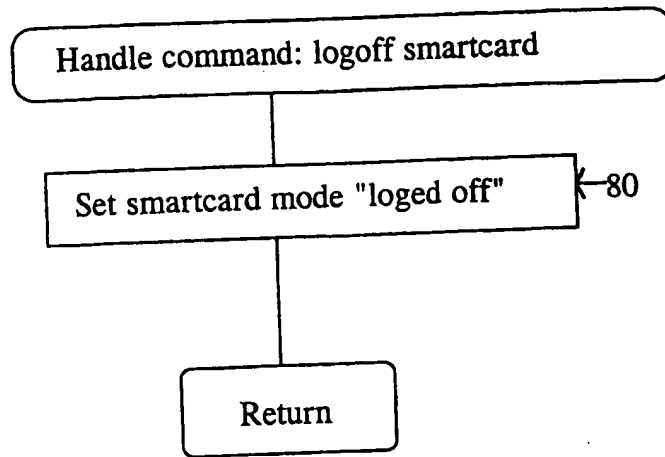 Handle command: logoff smartcard
Set smartcard mode "loged off"
80
Return